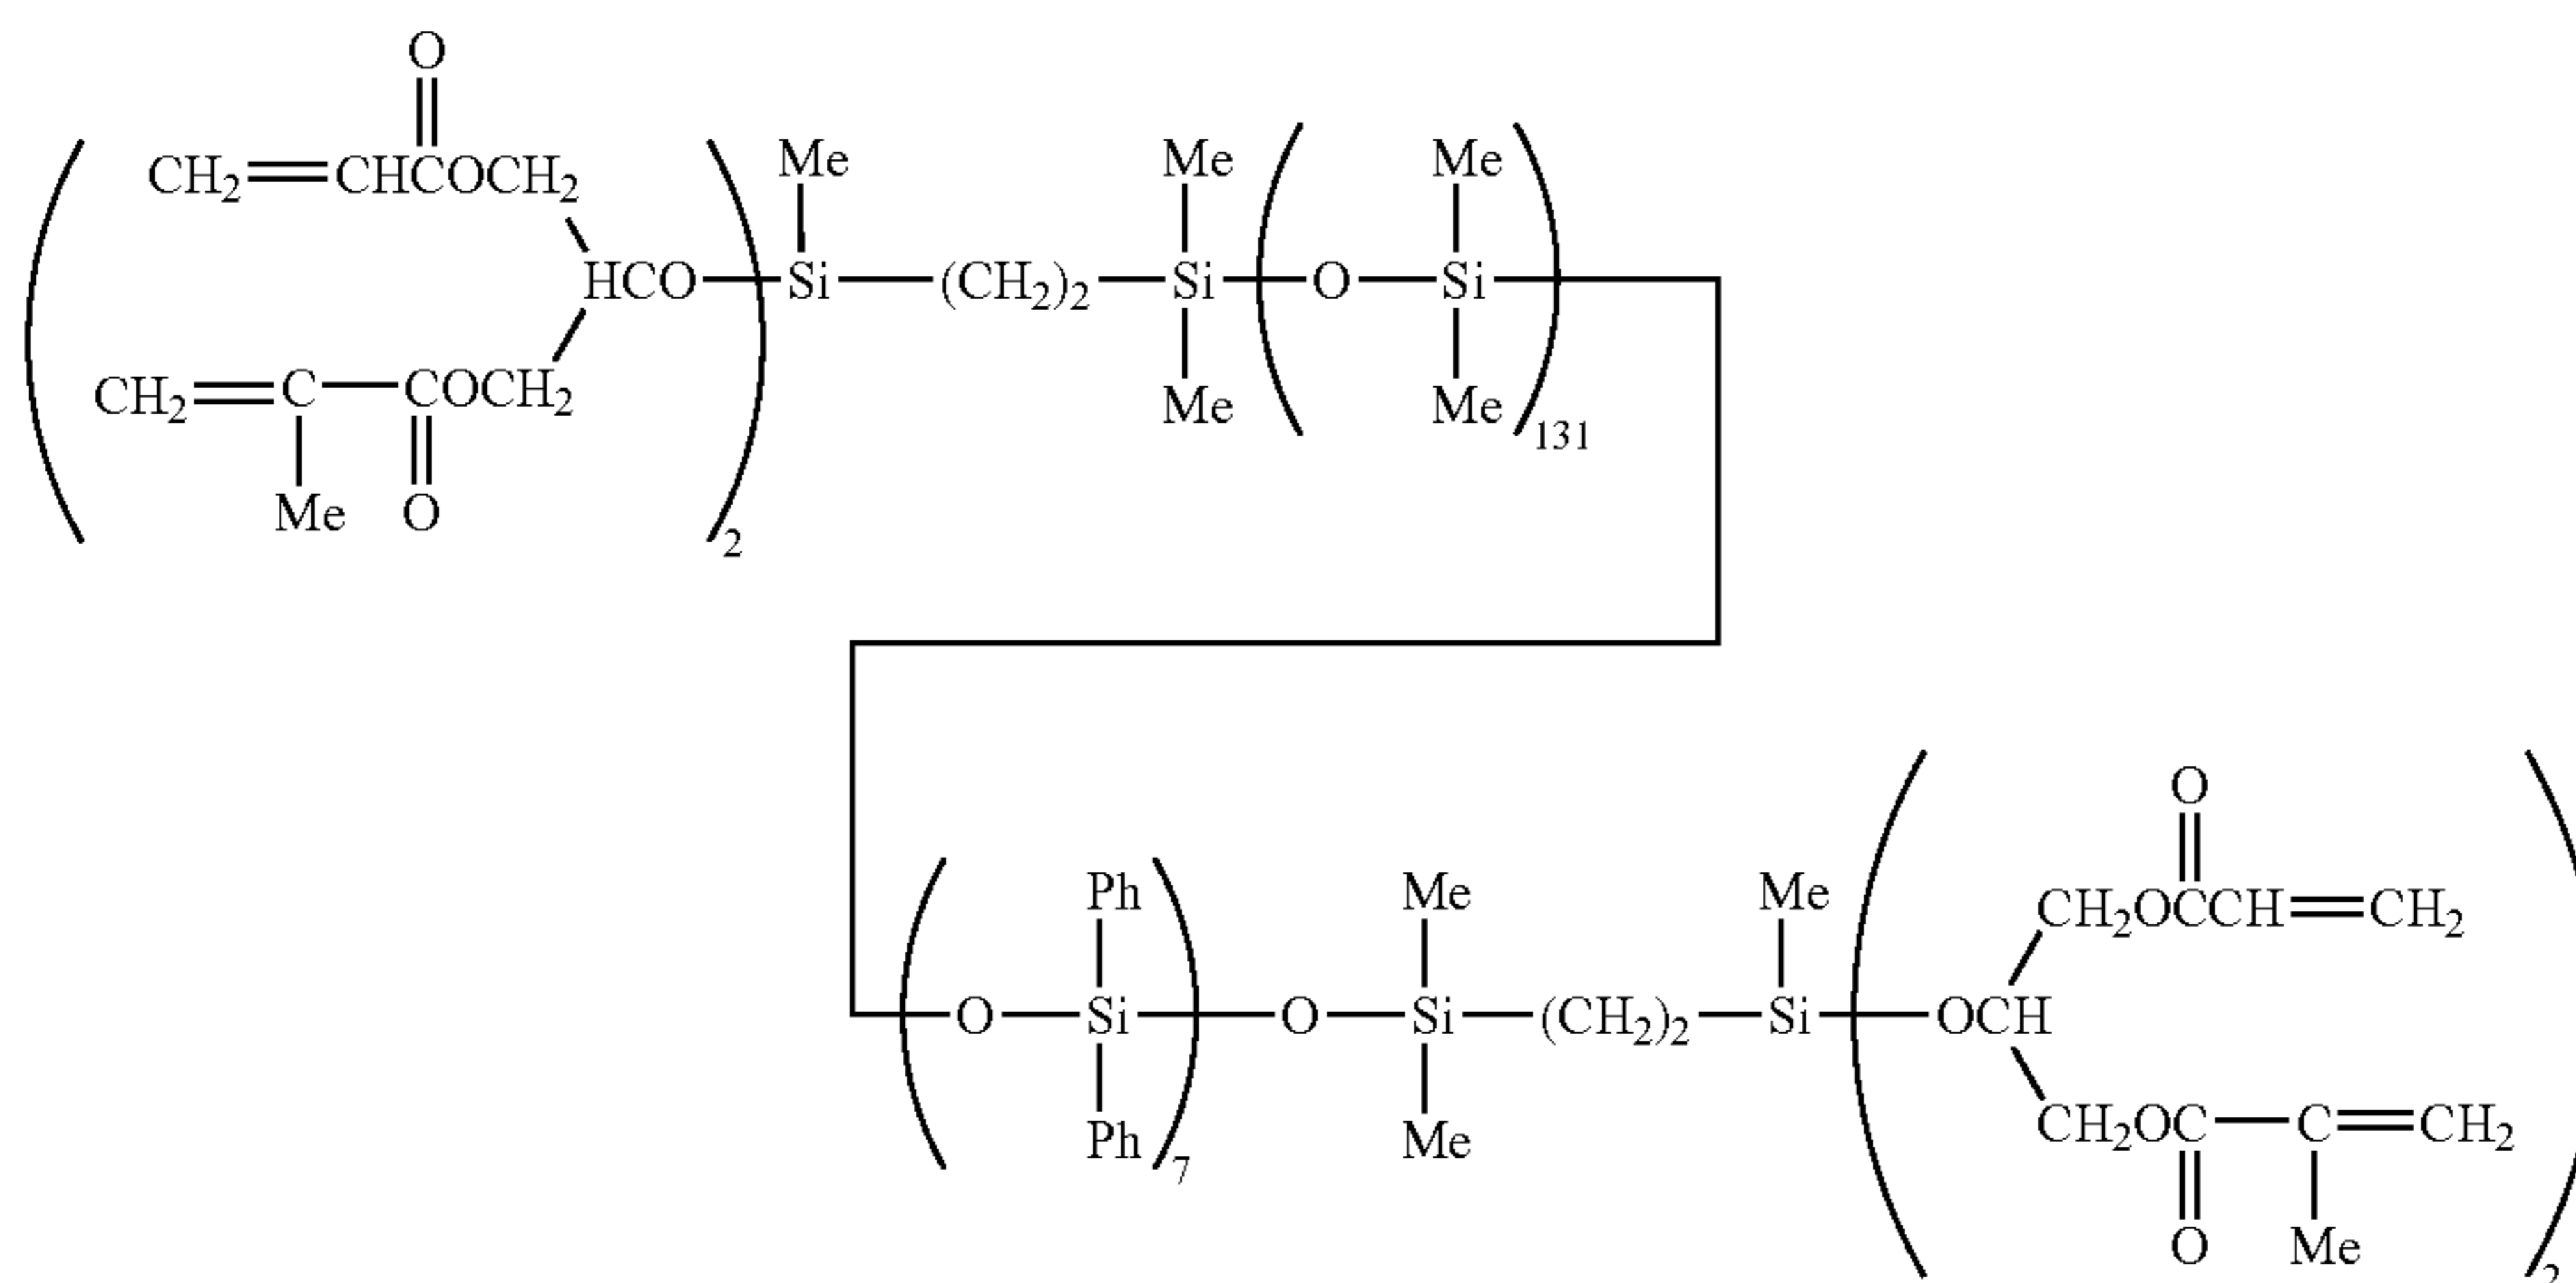 O
CH2=CHCOCH2 Me Me Me
HCO—Si—(CH2)2—Si—O—Si
CH2=C—COCH2 Me Me 131
Me O 2
O
Ph Me Me CH2OCCH=CH2
O—Si—O—Si—(CH2)2—Si—OCH
Ph 7 Me CH2OC—C=CH2
O Me 2